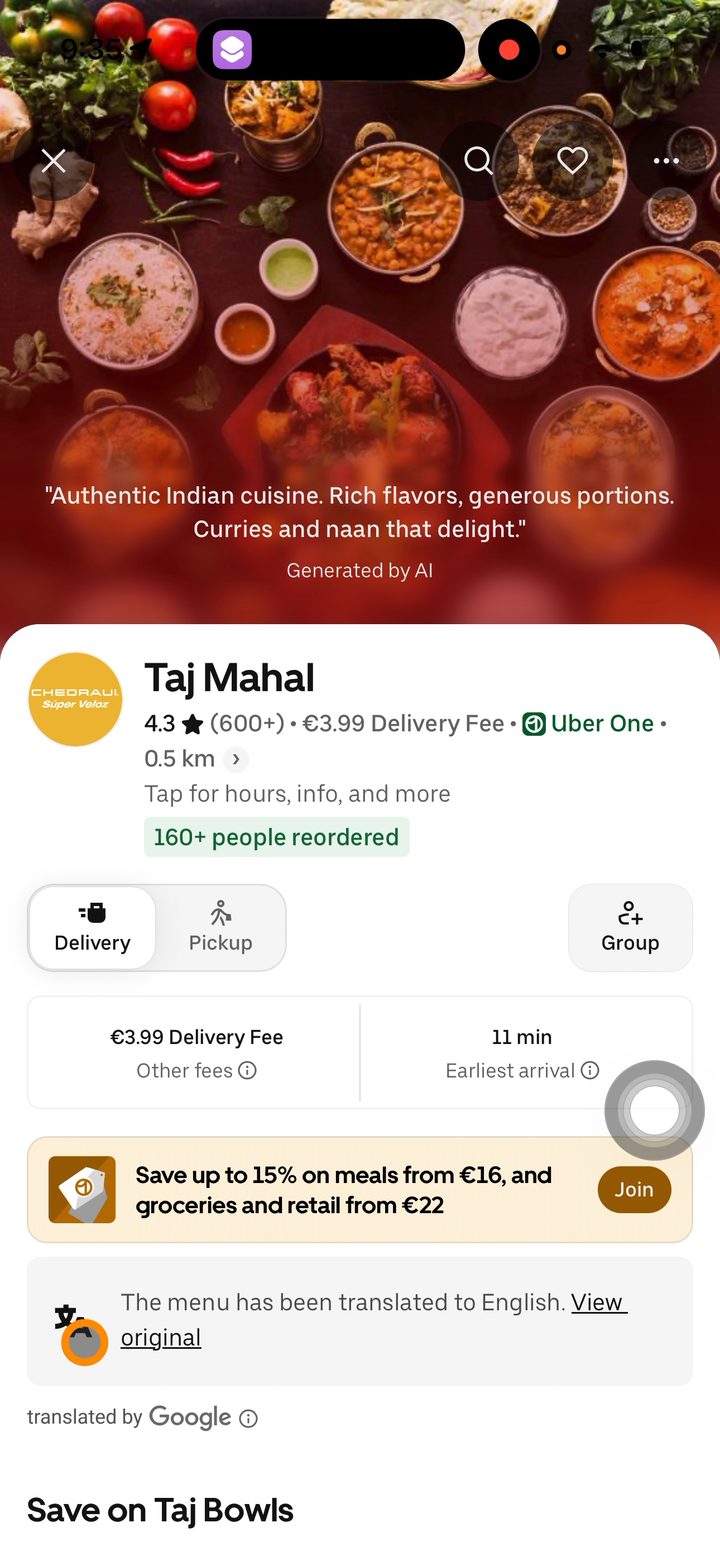 9:35
"Authentic Indian cuisine. Rich flavors, generous portions.
Curries and naan that delight."
Generated by AI
CHEDRAUI
Súper Veloz
Taj Mahal
4.3 ★ (600+) • €3.99 Delivery Fee • Uber One •
0.5 km ›
Tap for hours, info, and more
160+ people reordered
Delivery
Pickup
Group
€3.99 Delivery Fee
Other fees
11 min
Earliest arrival
Save up to 15% on meals from €16, and
groceries and retail from €22
Join
The menu has been translated to English. View
original
translated by Google
Save on Taj Bowls